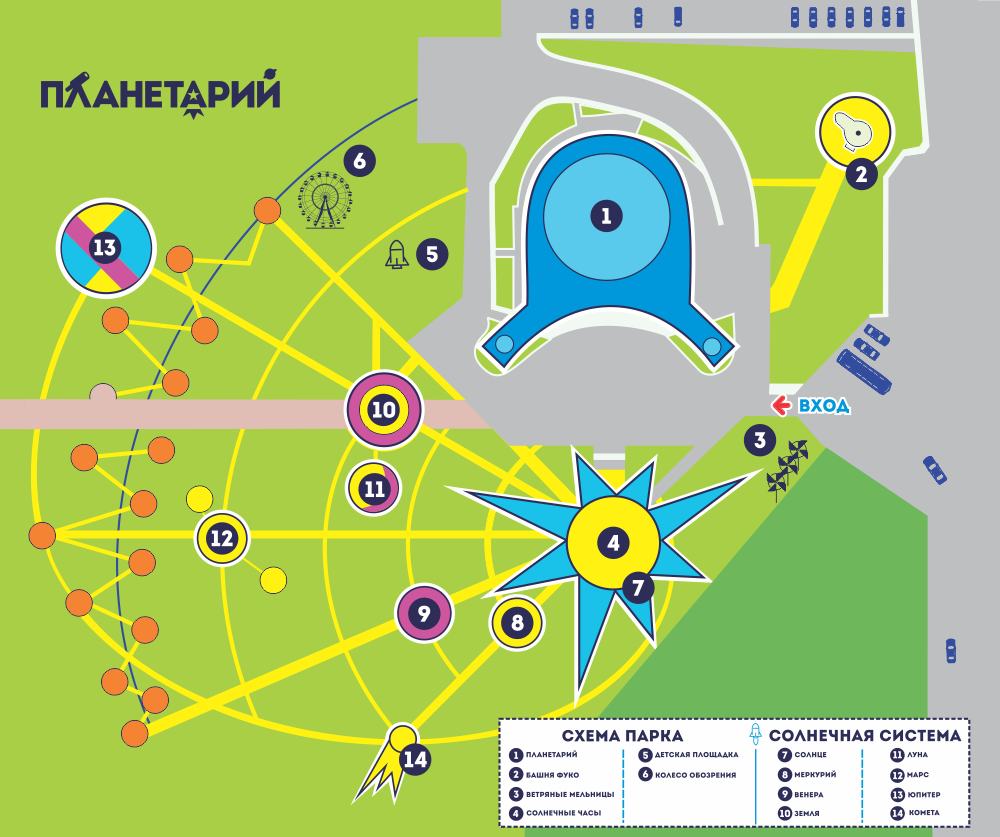 ПЛАНЕТАРИЙ
6
2
1
13
5
10
ВХОД
3
11
12
4
7
9
8
14
СХЕМА ПАРКА
1 ПЛАНЕТАРИЙ
2 БАШНЯ ФУКО
3 ВЕТРЯНЫЕ МЕЛЬНИЦЫ
4 СОЛНЕЧНЫЕ ЧАСЫ
5 ДЕТСКАЯ ПЛОЩАДКА
6 КОЛЕСО ОБОЗРЕНИЯ
СОЛНЕЧНАЯ СИСТЕМА
7 СОЛНЦЕ
8 МЕРКУРИЙ
9 ВЕНЕРА
10 ЗЕМЛЯ
11 ЛУНА
12 МАРС
13 ЮПИТЕР
14 КОМЕТА